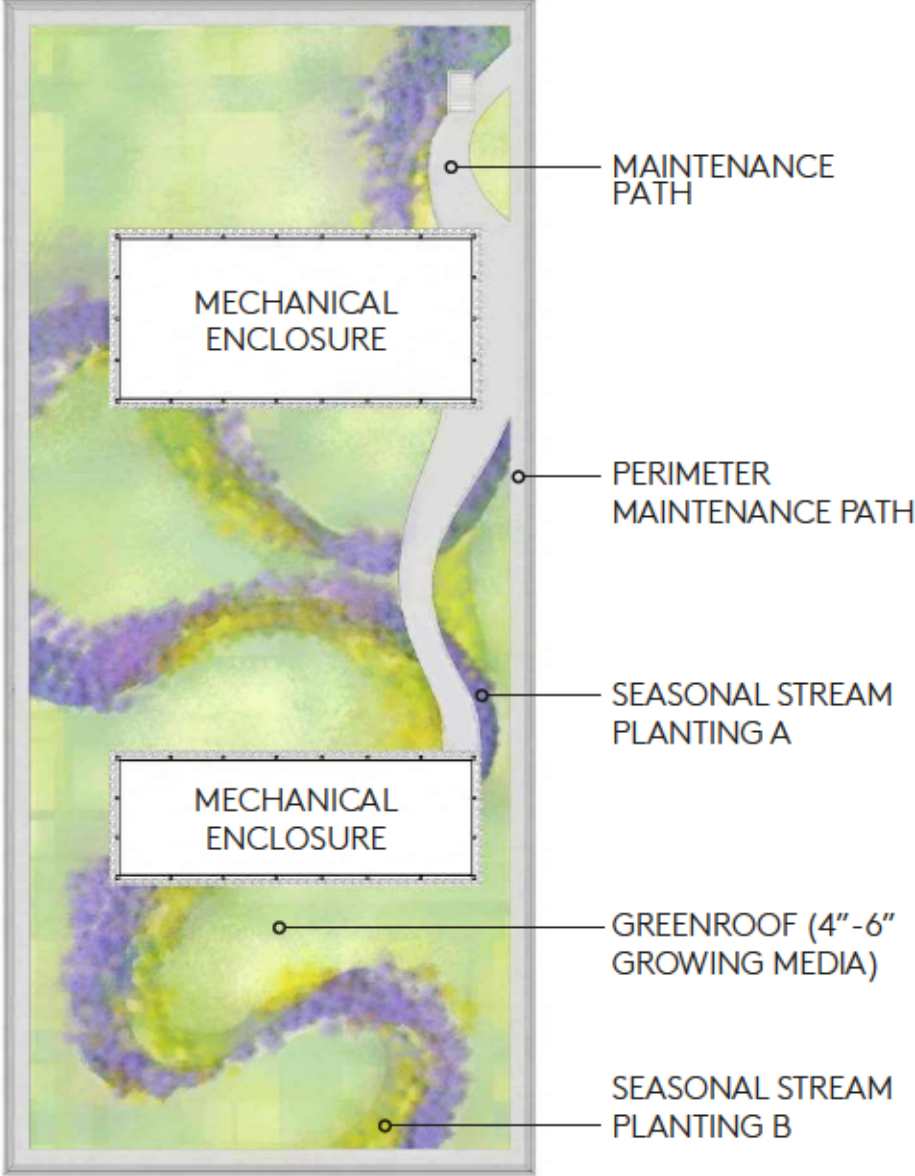 MAINTENANCE
PATH
MECHANICAL
ENCLOSURE
PERIMETER
MAINTENANCE PATH
SEASONAL STREAM
PLANTING A
MECHANICAL
ENCLOSURE
GREENROOF (4”-6”
GROWING MEDIA)
SEASONAL STREAM
PLANTING B